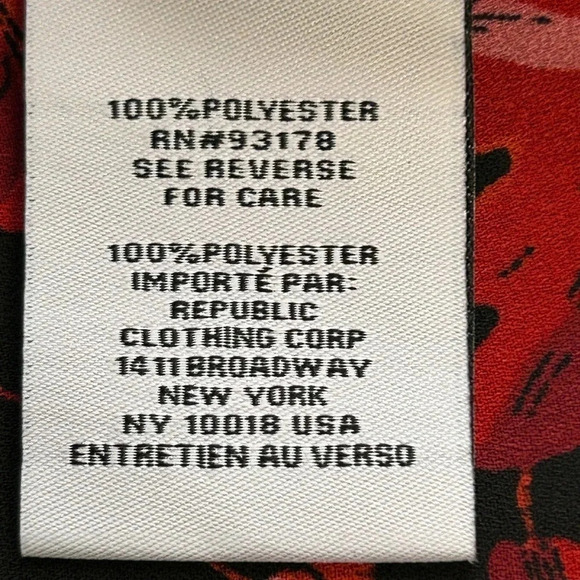 100%POLYESTER
RN#93178
SEE REVERSE
FOR CARE
100%POLYESTER
IMPORTÉ PAR:
REPUBLIC
CLOTHING CORP
1411 BROADWAY
NEW YORK
NY 10018 USA
ENTRETIEN AU VERSO